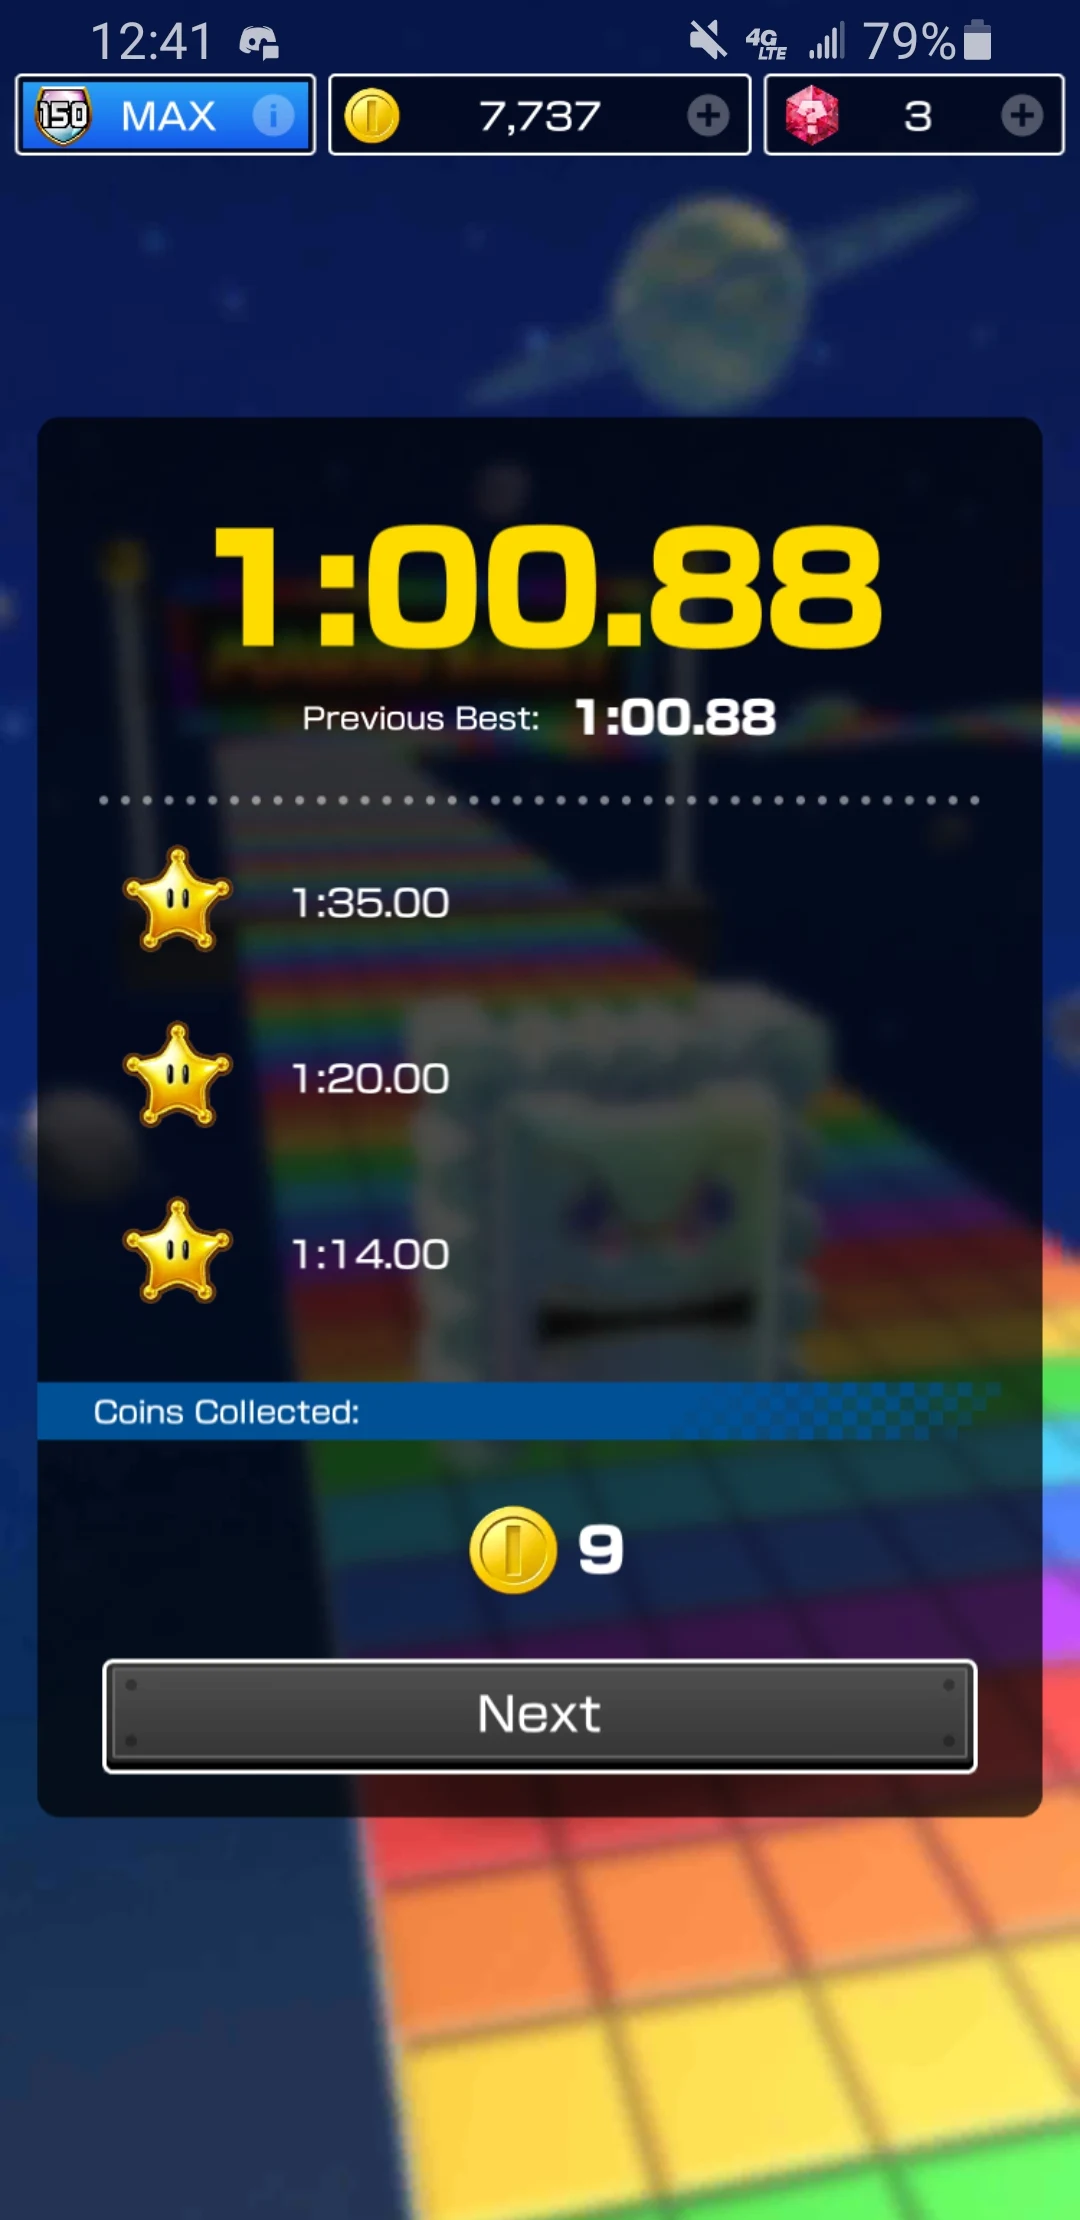 12:41 4G LTE 79%
150 MAX i 7,737 + ? 3 +
1:00.88
Previous Best: 1:00.88
1:35.00
1:20.00
1:14.00
Coins Collected:
9
Next